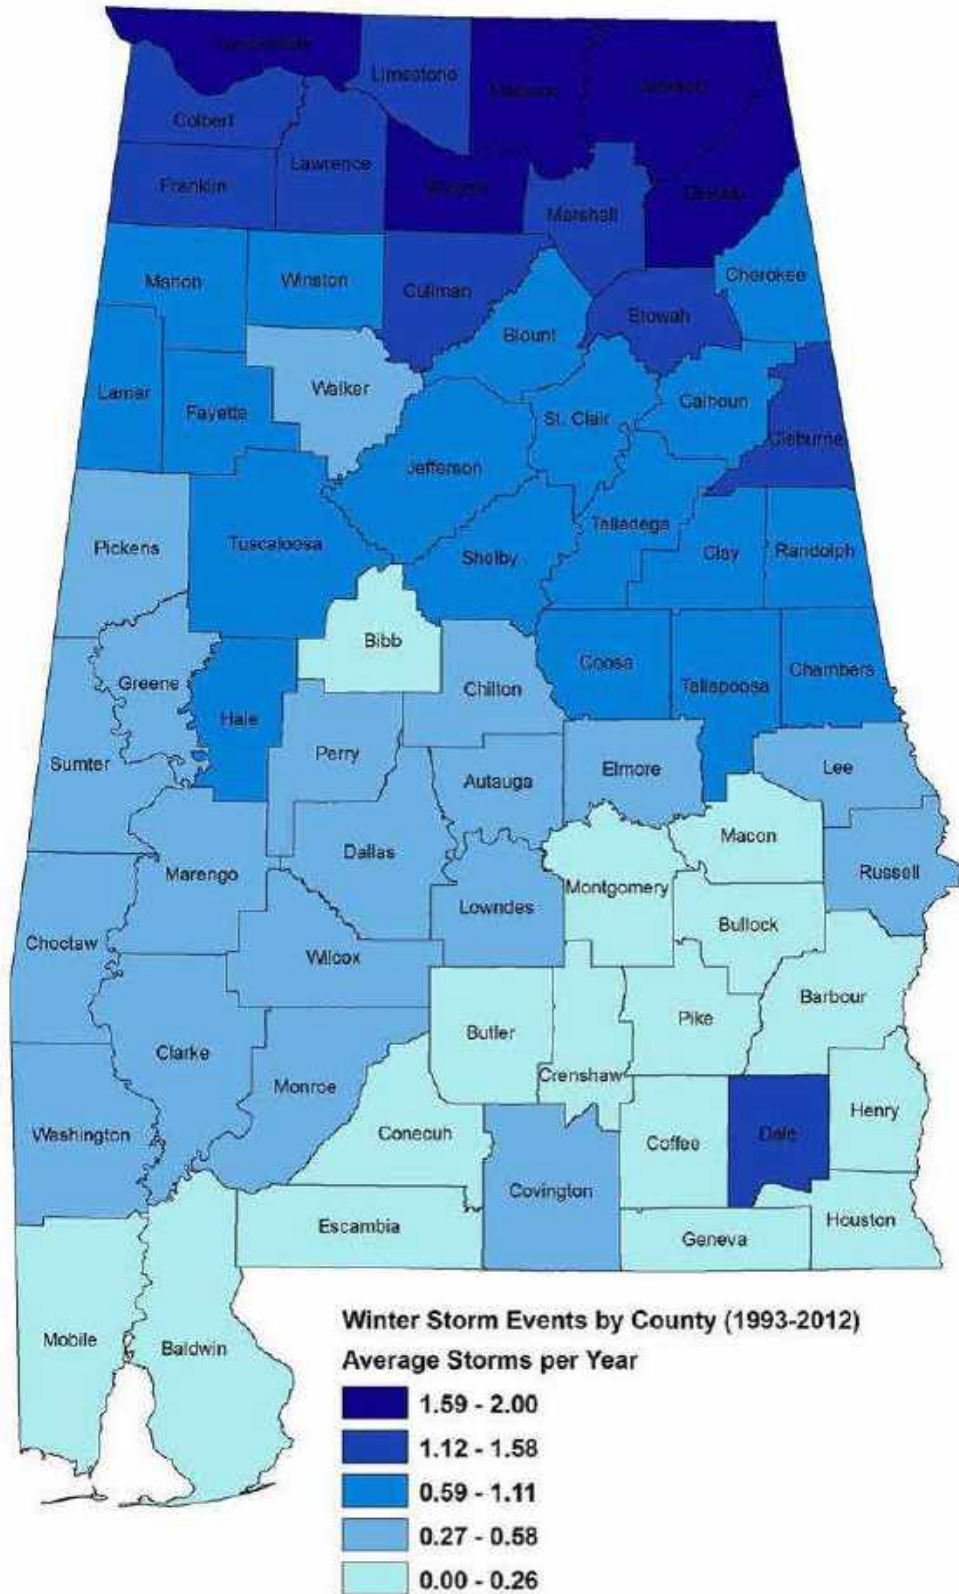 Limestone
Colbert
Lawrence
Franklin
Marshall
Cherokee
Marion
Winston
Cullman
Etowah
Blount
Walker
Lamar
Fayette
St. Clair
Calhoun
Cleburne
Jefferson
Pickens
Tuscaloosa
Shelby
Talladega
Clay
Randolph
Bibb
Greene
Chilton
Coosa
Tallapoosa
Chambers
Hale
Sumter
Perry
Autauga
Elmore
Lee
Marengo
Dallas
Macon
Russell
Choctaw
Lowndes
Montgomery
Bullock
Wilcox
Barbour
Clarke
Butler
Pike
Crenshaw
Monroe
Washington
Conecuh
Coffee
Dale
Henry
Covington
Escambia
Geneva
Houston
Mobile
Baldwin
Winter Storm Events by County (1993-2012)
Average Storms per Year
1.59 - 2.00
1.12 - 1.58
0.59 - 1.11
0.27 - 0.58
0.00 - 0.26